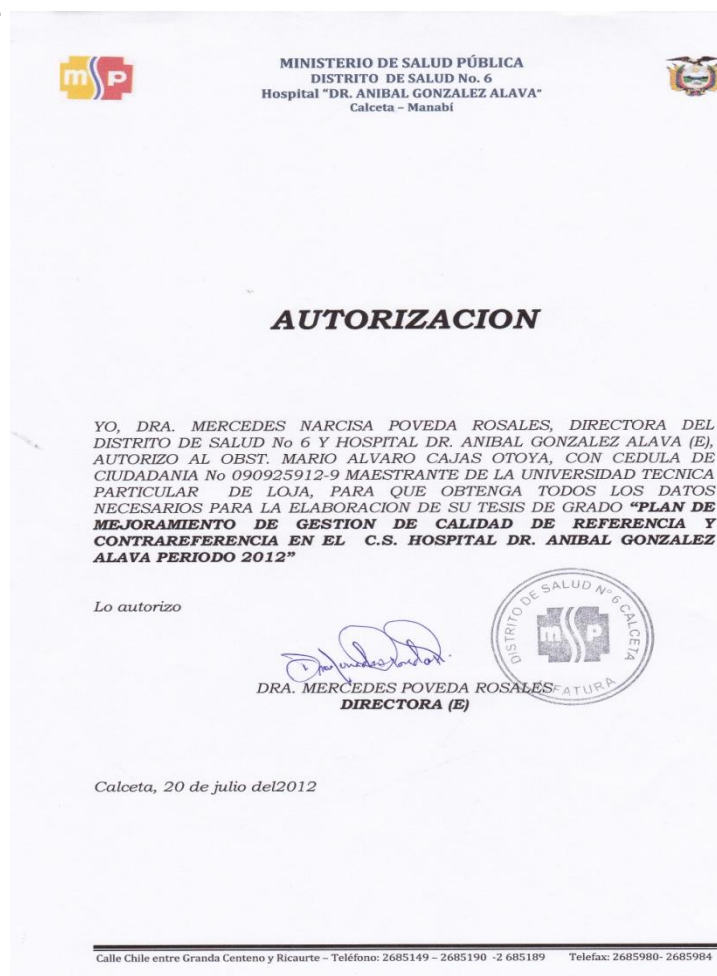 msp
MINISTERIO DE SALUD PÚBLICA
DISTRITO DE SALUD No. 6
Hospital “DR. ANIBAL GONZALEZ ALAVA”
Calceta – Manabí
AUTORIZACION
YO, DRA. MERCEDES NARCISA POVEDA ROSALES, DIRECTORA DEL
DISTRITO DE SALUD No 6 Y HOSPITAL DR. ANIBAL GONZALEZ ALAVA (E),
AUTORIZO AL OBST. MARIO ALVARO CAJAS OTOYA, CON CEDULA DE
CIUDADANIA No 090925912-9 MAESTRANTE DE LA UNIVERSIDAD TECNICA
PARTICULAR DE LOJA, PARA QUE OBTENGA TODOS LOS DATOS
NECESARIOS PARA LA ELABORACION DE SU TESIS DE GRADO “PLAN DE
MEJORAMIENTO DE GESTION DE CALIDAD DE REFERENCIA Y
CONTRAREFERENCIA EN EL C.S. HOSPITAL DR. ANIBAL GONZALEZ
ALAVA PERIODO 2012”
Lo autorizo
DISTRITO DE SALUD Nº 6 CALCETA
msp
JEFATURA
DRA. MERCEDES POVEDA ROSALES
DIRECTORA (E)
Calceta, 20 de julio del2012
Calle Chile entre Granda Centeno y Ricaurte – Teléfono: 2685149 – 2685190 -2 685189 Telefax: 2685980- 2685984